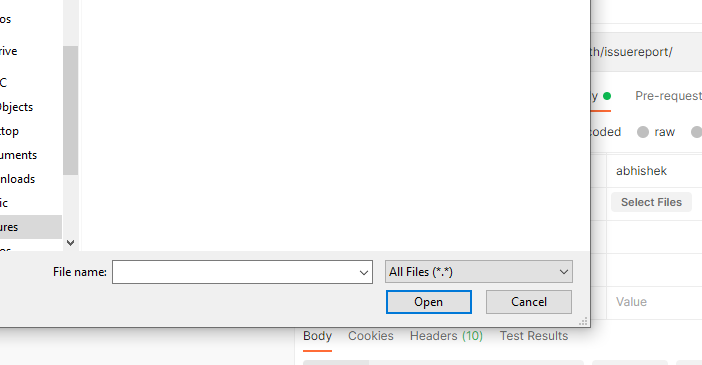 os
rive
C
Objects
top
uments
nloads
ic
ures
File name:
All Files (*.*)
Open
Cancel
th/issuereport/
y
Pre-request
coded
raw
abhishek
Select Files
Value
Body
Cookies
Headers (10)
Test Results